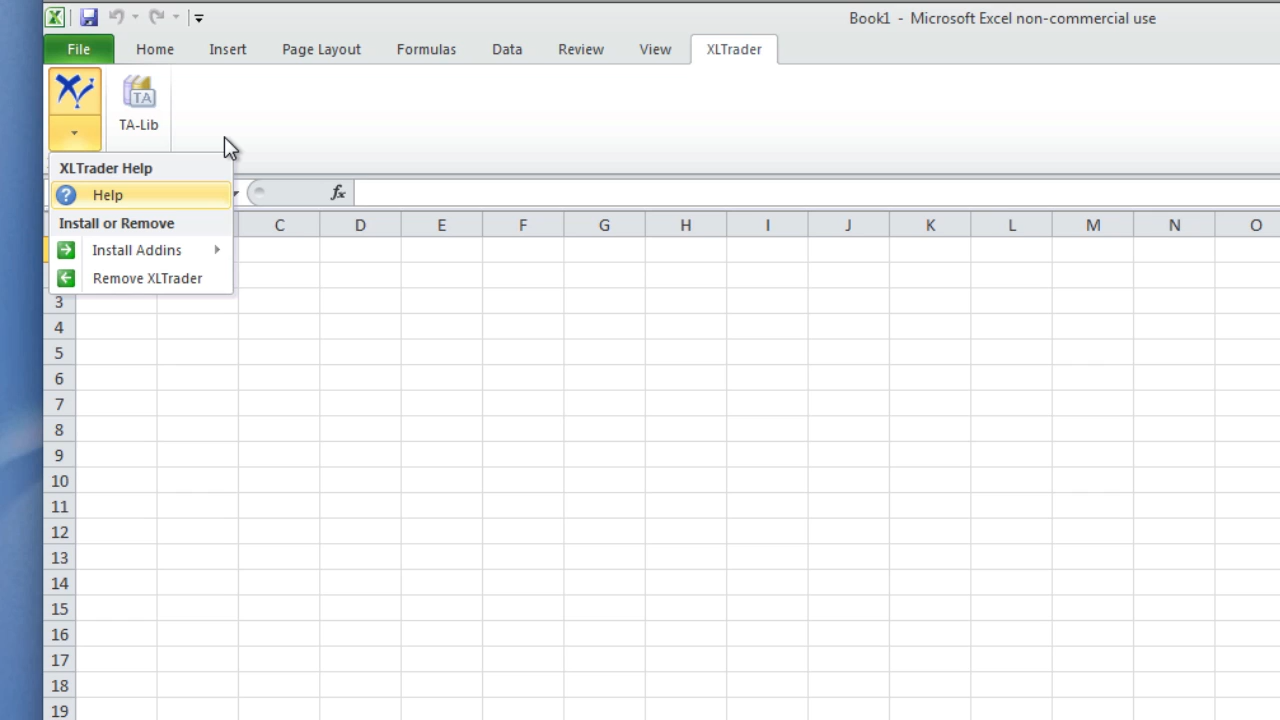 Book1 - Microsoft Excel non-commercial use
File Home Insert Page Layout Formulas Data Review View XLTrader
TA
TA-Lib
XLTrader Help
? Help
fx
Install or Remove
C D E F G H I J K L M N O
Install Addins
Remove XLTrader
3
4
5
6
7
8
9
10
11
12
13
14
15
16
17
18
19